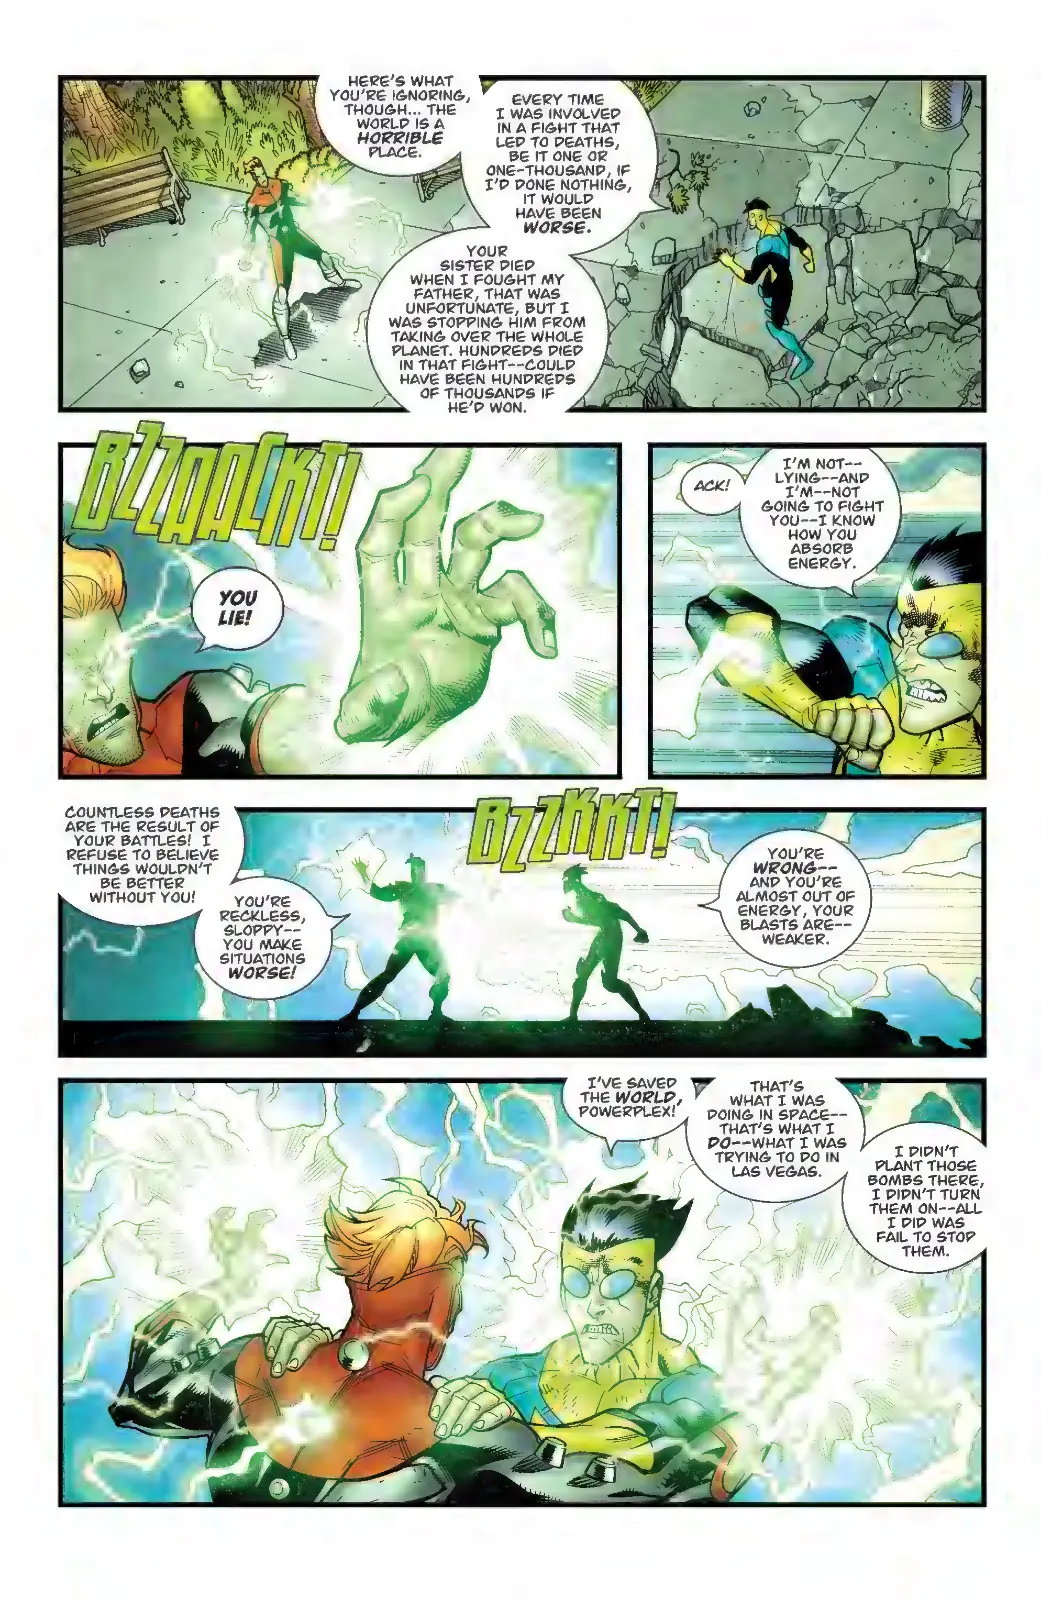 HERE'S WHAT
YOU'RE IGNORING,
THOUGH... THE
WORLD IS A
HORRIBLE
PLACE.
EVERY TIME
I WAS INVOLVED
IN A FIGHT THAT
LED TO DEATHS,
BE IT ONE OR
ONE-THOUSAND, IF
I'D DONE NOTHING,
IT WOULD
HAVE BEEN
WORSE.
YOUR
SISTER DIED
WHEN I FOUGHT MY
FATHER, THAT WAS
UNFORTUNATE, BUT I
WAS STOPPING HIM FROM
TAKING OVER THE WHOLE
PLANET. HUNDREDS DIED
IN THAT FIGHT--COULD
HAVE BEEN HUNDREDS
OF THOUSANDS IF
HE'D WON.
BZZAACKT!
YOU
LIE!
ACK!
I'M NOT--
LYING--AND
I'M--NOT
GOING TO FIGHT
YOU--I KNOW
HOW YOU
ABSORB
ENERGY.
COUNTLESS DEATHS
ARE THE RESULT OF
YOUR BATTLES! I
REFUSE TO BELIEVE
THINGS WOULDN'T
BE BETTER
WITHOUT YOU!
YOU'RE
RECKLESS,
SLOPPY--
YOU MAKE
SITUATIONS
WORSE!
BZZKKT!
YOU'RE
WRONG--
AND YOU'RE
ALMOST OUT OF
ENERGY, YOUR
BLASTS ARE--
WEAKER.
I'VE SAVED
THE WORLD,
POWERPLEX!
THAT'S
WHAT I WAS
DOING IN SPACE--
THAT'S WHAT I
DO--WHAT I WAS
TRYING TO DO IN
LAS VEGAS.
I DIDN'T
PLANT THOSE
BOMBS THERE,
I DIDN'T TURN
THEM ON--ALL
I DID WAS
FAIL TO STOP
THEM.